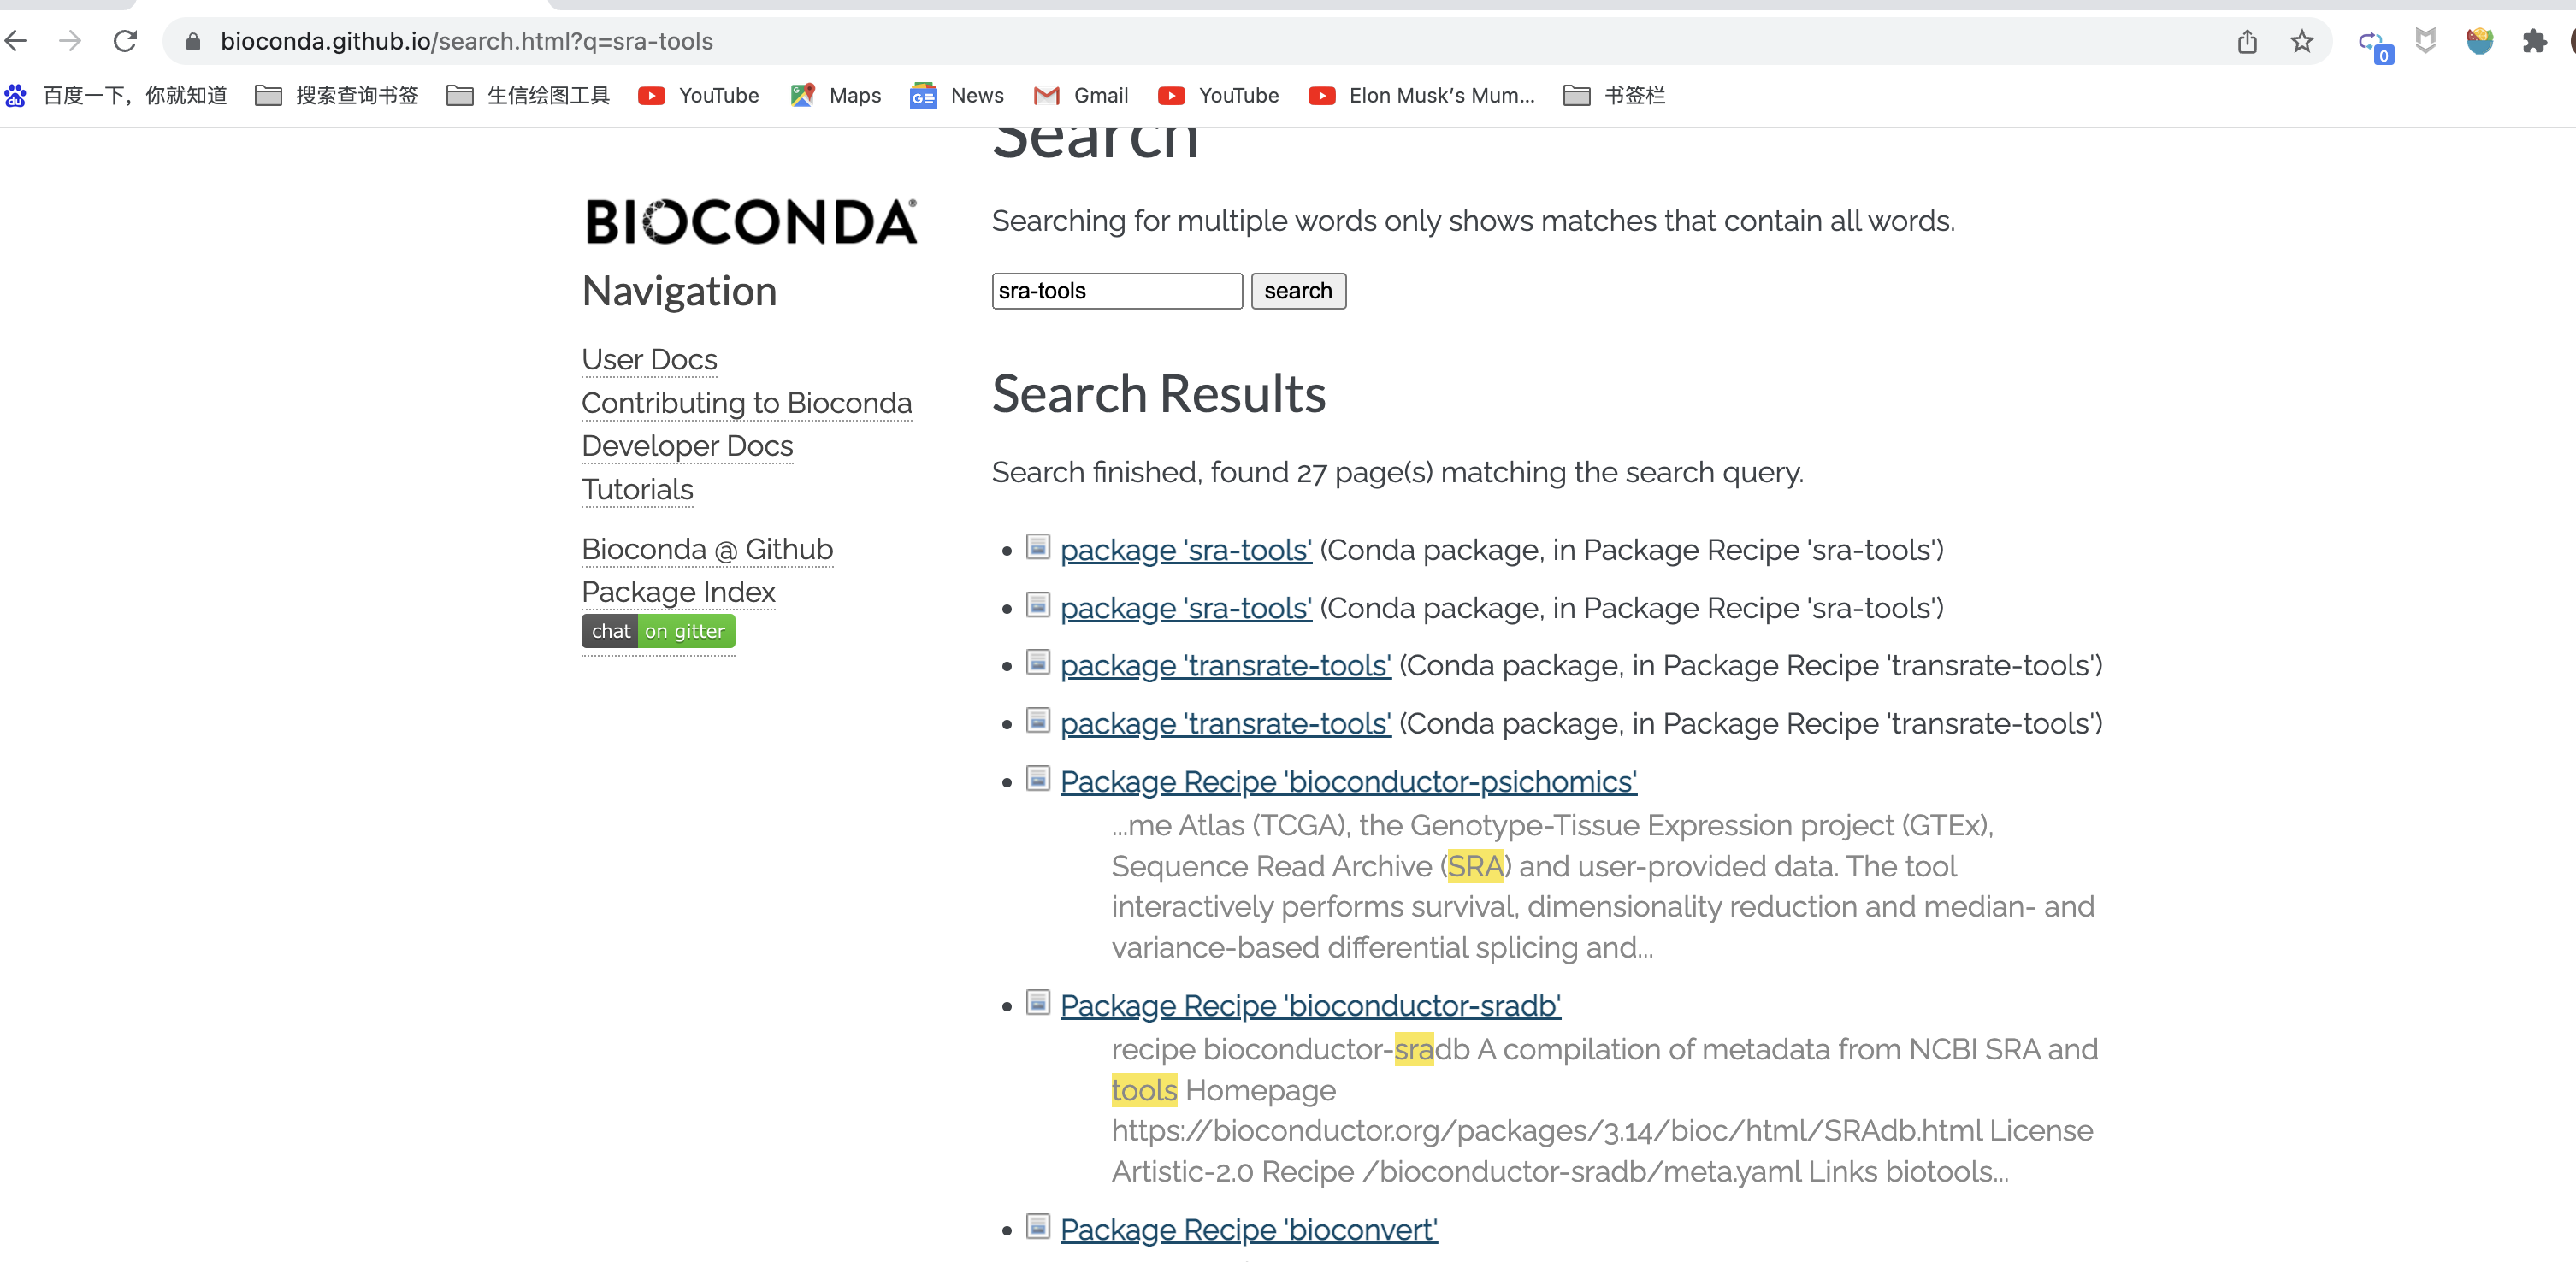 bioconda.github.io/search.html?q=sra-tools
0
百度一下，你就知道 搜索查询书签 生信绘图工具 YouTube Maps News Gmail YouTube Elon Musk's Mum... 书签栏
Search
BIOCONDA
Navigation
User Docs
Contributing to Bioconda
Developer Docs
Tutorials
Bioconda @ Github
Package Index
chat on gitter
Searching for multiple words only shows matches that contain all words.
sra-tools search
Search Results
Search finished, found 27 page(s) matching the search query.
package 'sra-tools' (Conda package, in Package Recipe 'sra-tools')
package 'sra-tools' (Conda package, in Package Recipe 'sra-tools')
package 'transrate-tools' (Conda package, in Package Recipe 'transrate-tools')
package 'transrate-tools' (Conda package, in Package Recipe 'transrate-tools')
Package Recipe 'bioconductor-psichomics'
...me Atlas (TCGA), the Genotype-Tissue Expression project (GTEx),
Sequence Read Archive (SRA) and user-provided data. The tool
interactively performs survival, dimensionality reduction and median- and
variance-based differential splicing and...
Package Recipe 'bioconductor-sradb'
recipe bioconductor-sradb A compilation of metadata from NCBI SRA and
tools Homepage
https://bioconductor.org/packages/3.14/bioc/html/SRAdb.html License
Artistic-2.0 Recipe /bioconductor-sradb/meta.yaml Links biotools...
Package Recipe 'bioconvert'